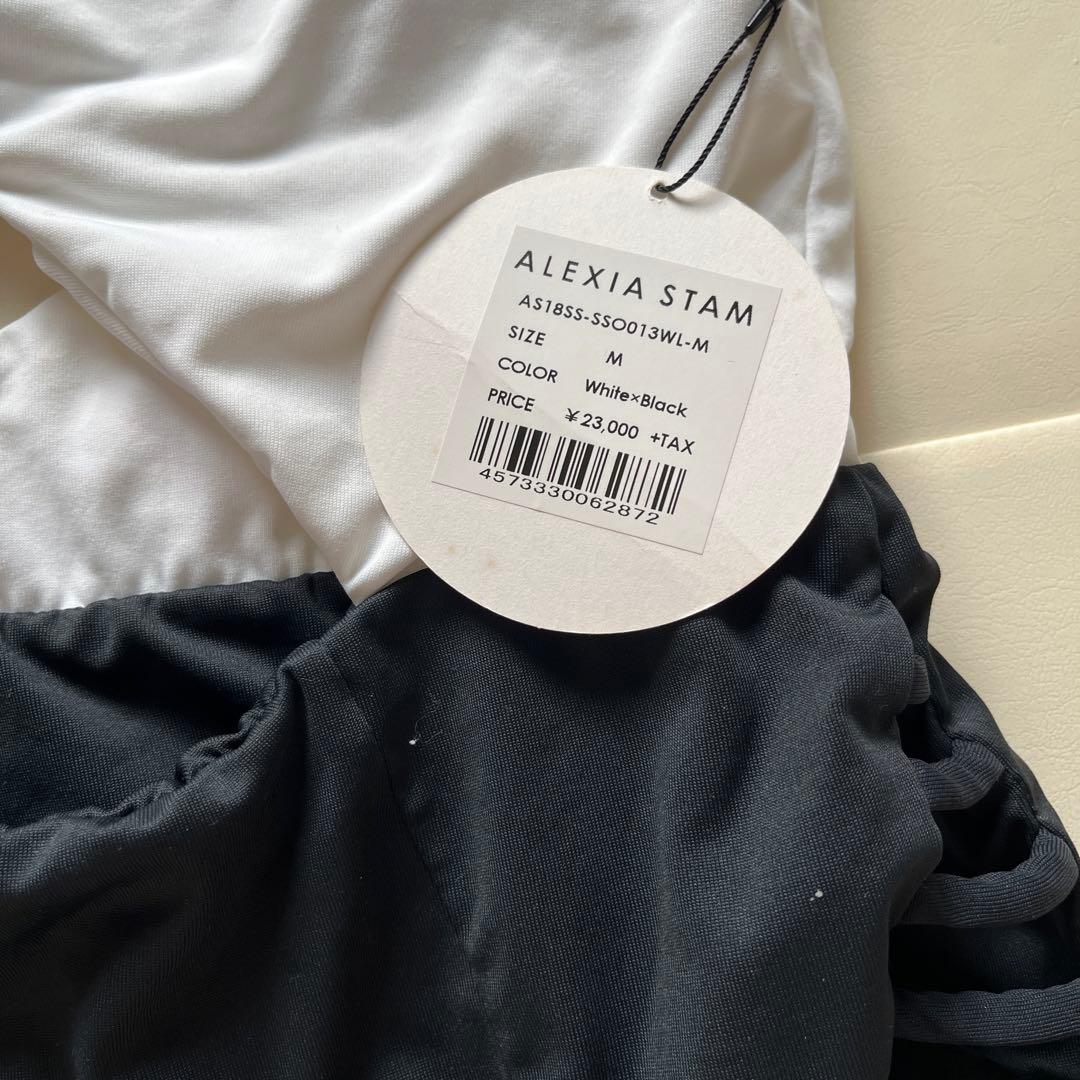 ALEXIA STAM
AS18SS-SSO013WL-M
SIZE M
COLOR White×Black
PRICE ¥23,000 +TAX
4573330062872